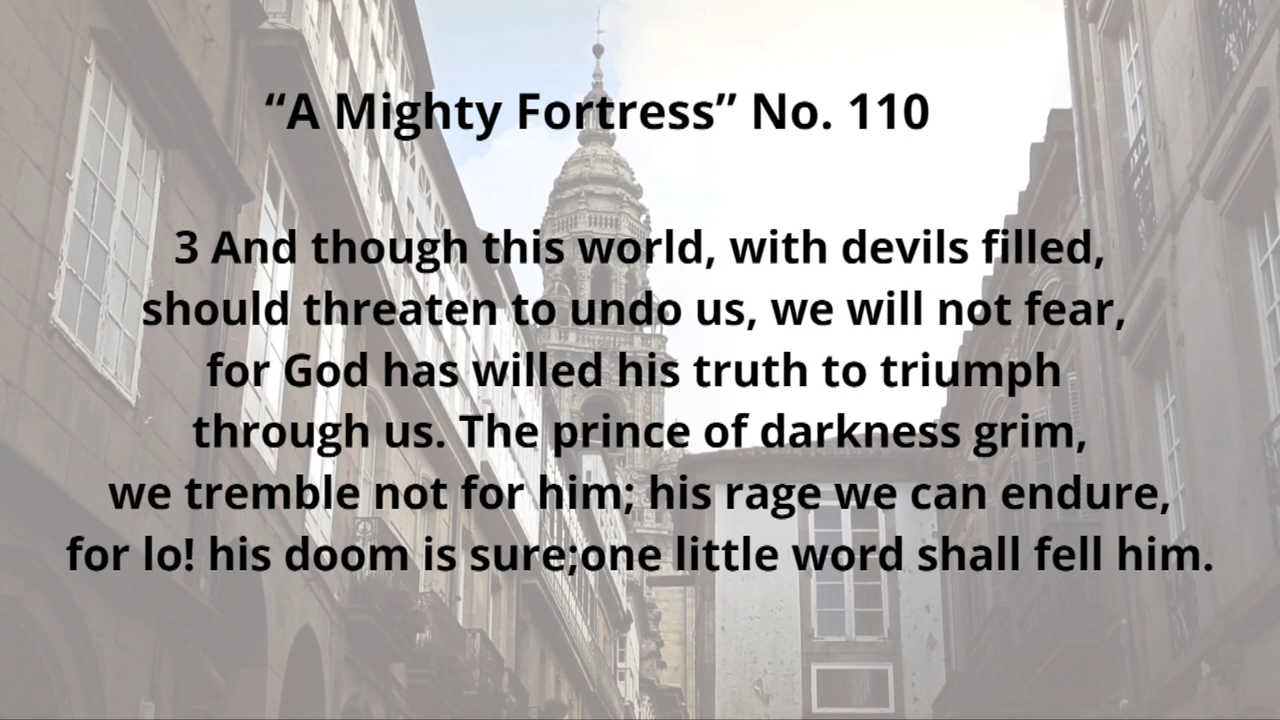 “A Mighty Fortress” No. 110
3 And though this world, with devils filled,
should threaten to undo us, we will not fear,
for God has willed his truth to triumph
through us. The prince of darkness grim,
we tremble not for him; his rage we can endure,
for lo! his doom is sure;one little word shall fell him.